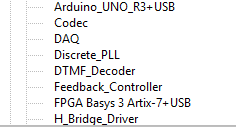 Arduino_UNO_R3+USB
Codec
DAQ
Discrete_PLL
DTMF_Decoder
Feedback_Controller
FPGA Basys 3 Artix-7+USB
H_Bridge_Driver